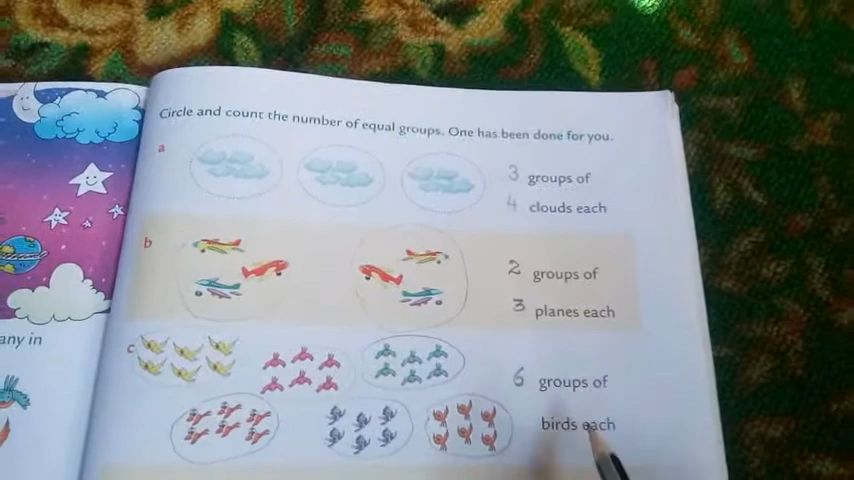 Circle and count the number of equal groups. One has been done for you.
a
3 groups of
4 clouds each
b
2 groups of
3 planes each
any in
c
6 groups of
birds each